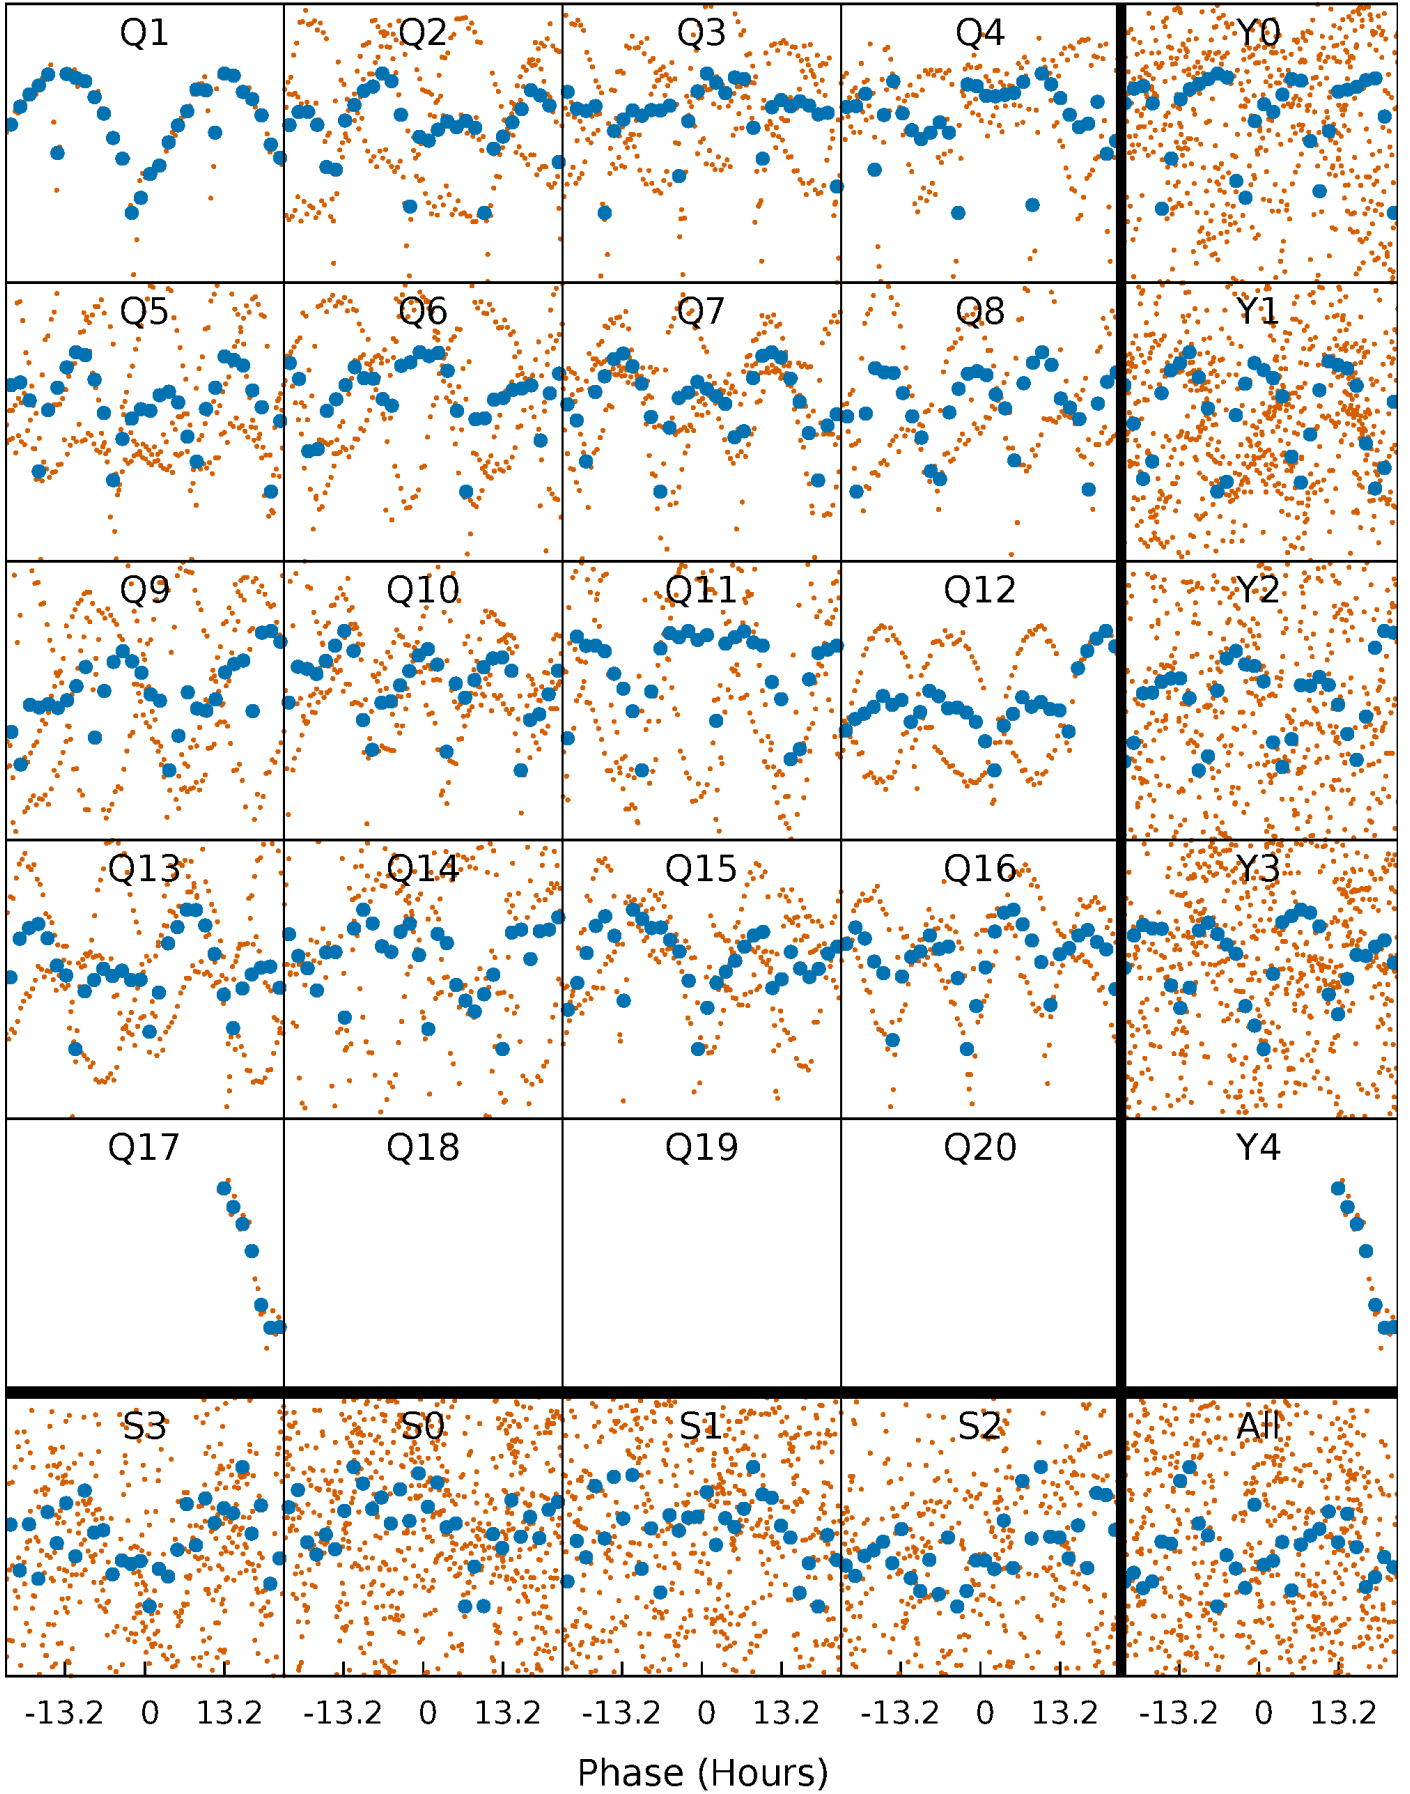 Q1 Q2 Q3 Q4 Y0
Q5 Q6 Q7 Q8 Y1
Q9 Q10 Q11 Q12 Y2
Q13 Q14 Q15 Q16 Y3
Q17 Q18 Q19 Q20 Y4
S3 S0 S1 S2 All
-13.2 0 13.2 -13.2 0 13.2 -13.2 0 13.2 -13.2 0 13.2 -13.2 0 13.2
Phase (Hours)